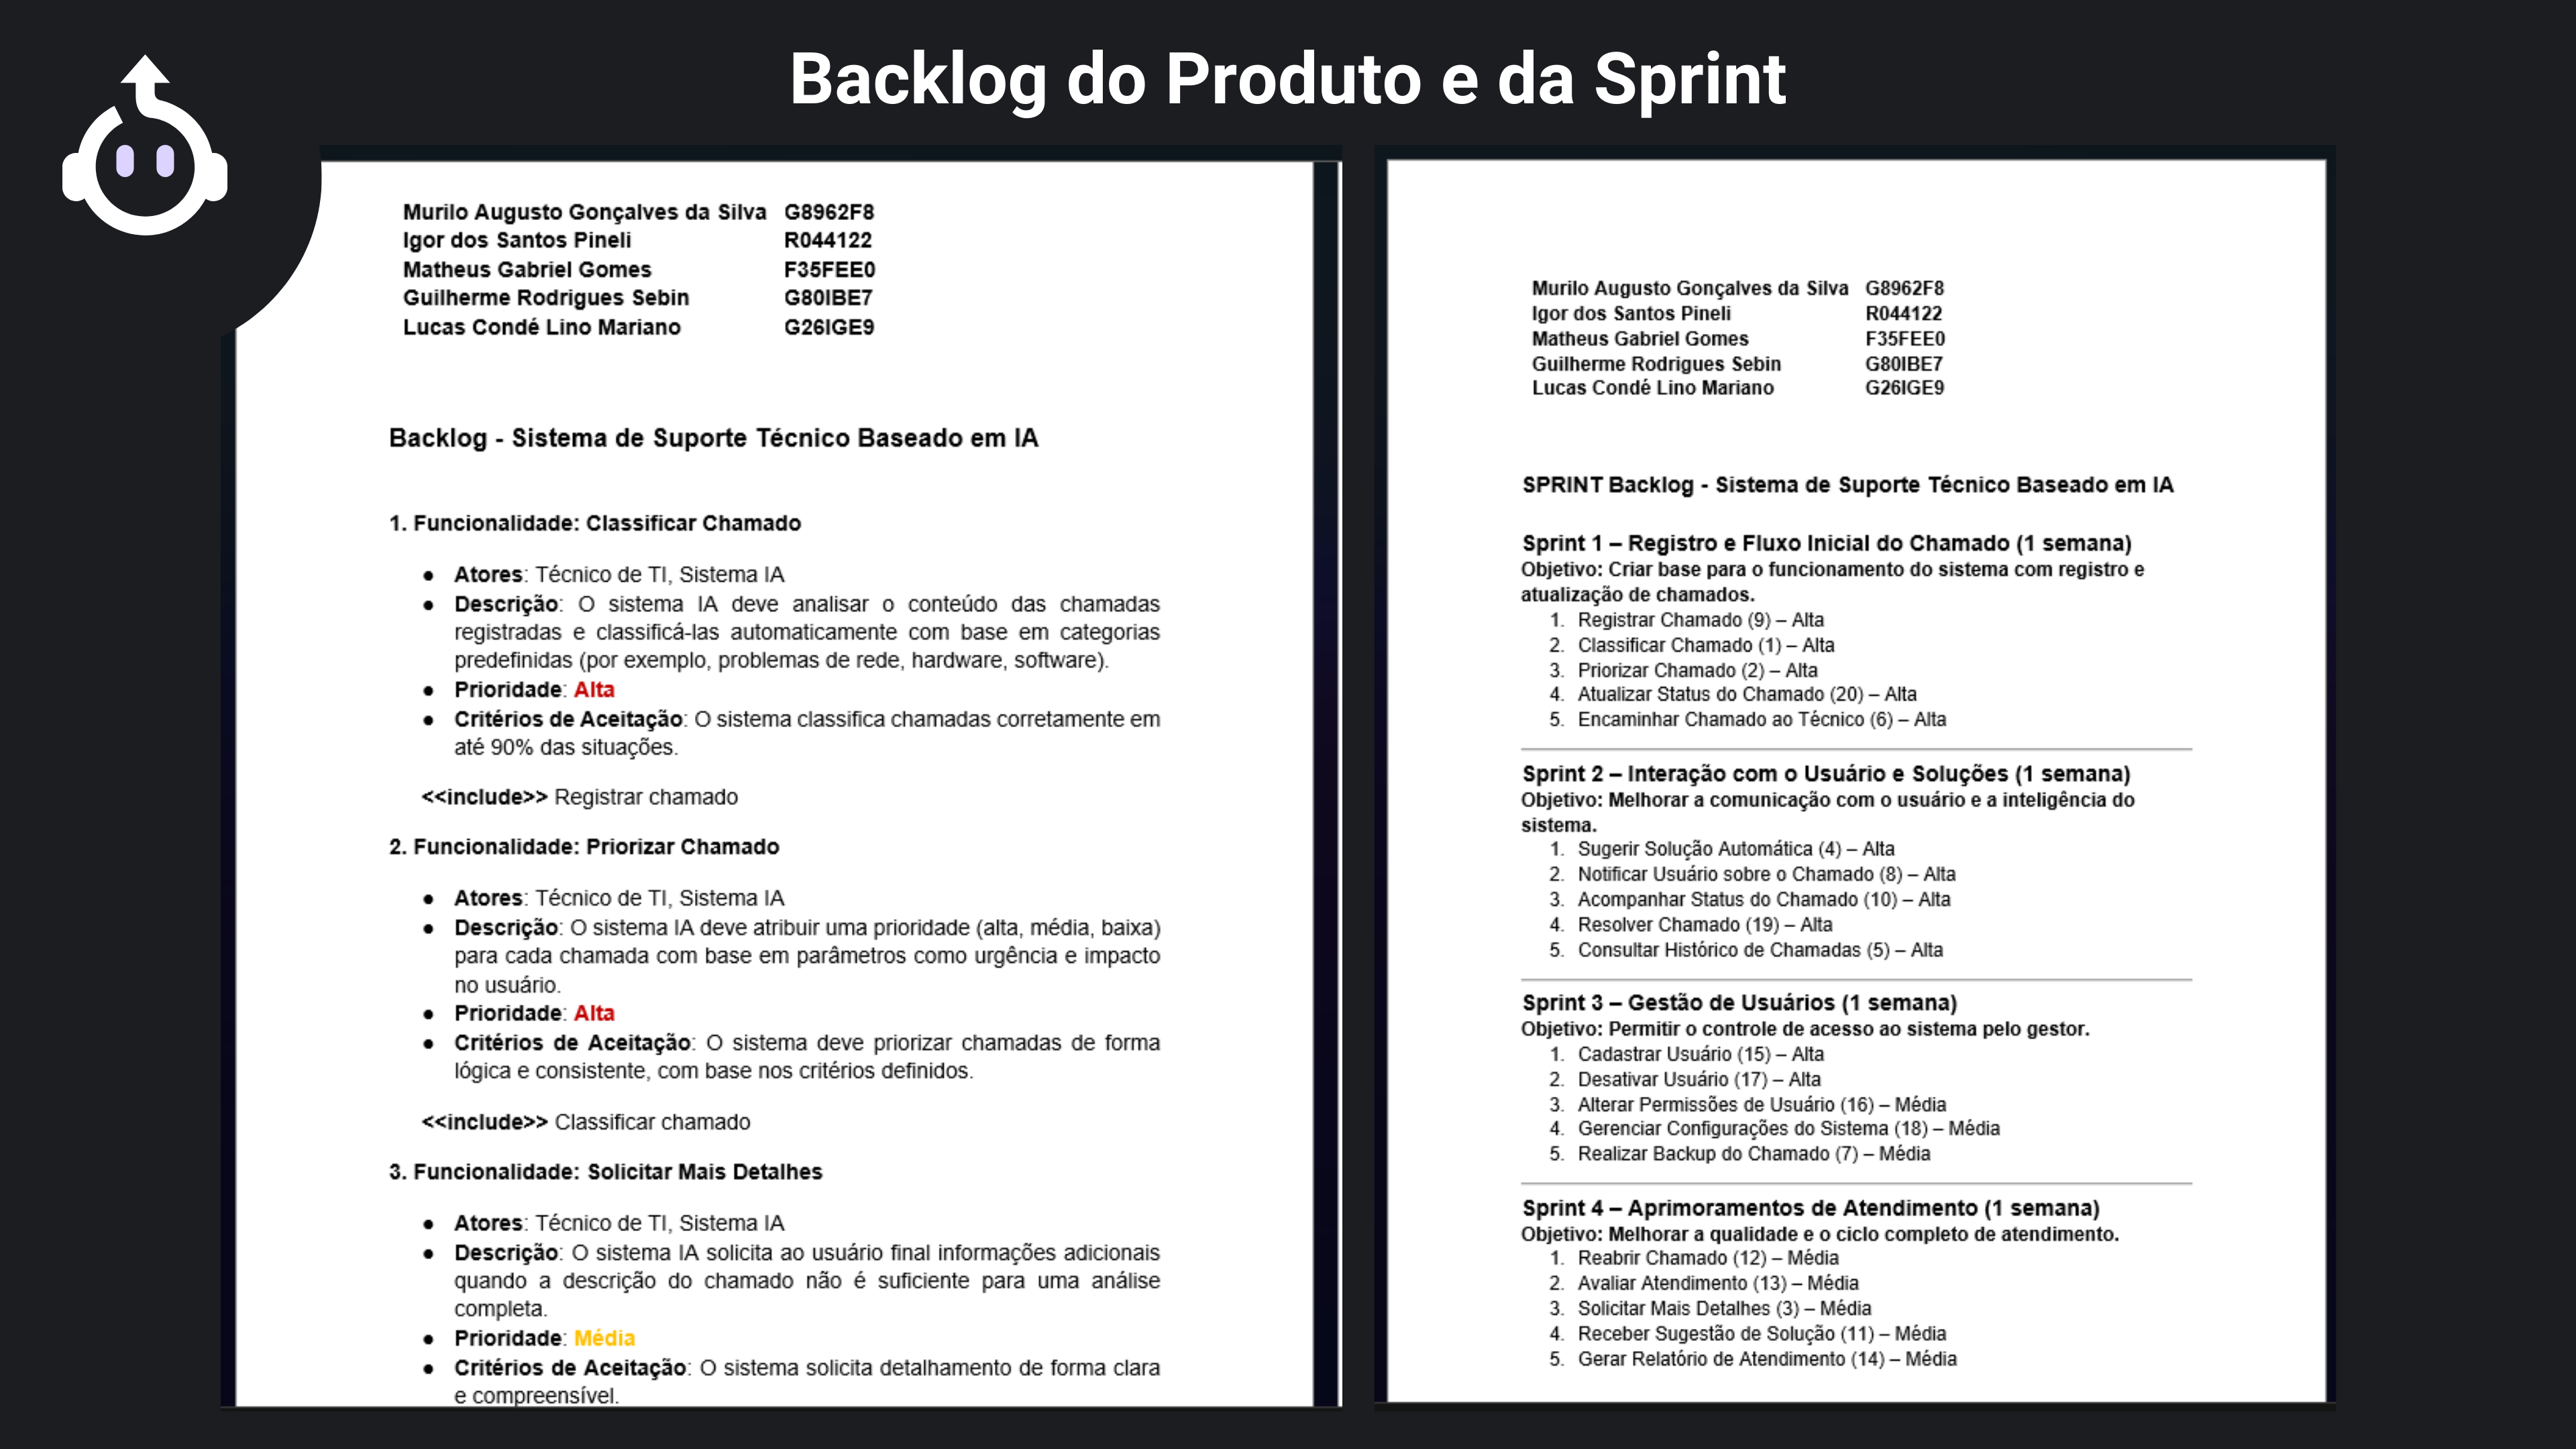 Backlog do Produto e da Sprint
Murilo Augusto Gonçalves da Silva G8962F8
Igor dos Santos Pineli R044122
Matheus Gabriel Gomes F35FEE0
Guilherme Rodrigues Sebin G80IBE7
Lucas Condé Lino Mariano G26IGE9
Backlog - Sistema de Suporte Técnico Baseado em IA
1. Funcionalidade: Classificar Chamado
● Atores: Técnico de TI, Sistema IA
● Descrição: O sistema IA deve analisar o conteúdo das chamadas
registradas e classificá-las automaticamente com base em categorias
predefinidas (por exemplo, problemas de rede, hardware, software).
● Prioridade: Alta
● Critérios de Aceitação: O sistema classifica chamadas corretamente em
até 90% das situações.
<<include>> Registrar chamado
2. Funcionalidade: Priorizar Chamado
● Atores: Técnico de TI, Sistema IA
● Descrição: O sistema IA deve atribuir uma prioridade (alta, média, baixa)
para cada chamada com base em parâmetros como urgência e impacto
no usuário.
● Prioridade: Alta
● Critérios de Aceitação: O sistema deve priorizar chamadas de forma
lógica e consistente, com base nos critérios definidos.
<<include>> Classificar chamado
3. Funcionalidade: Solicitar Mais Detalhes
● Atores: Técnico de TI, Sistema IA
● Descrição: O sistema IA solicita ao usuário final informações adicionais
quando a descrição do chamado não é suficiente para uma análise
completa.
● Prioridade: Média
● Critérios de Aceitação: O sistema solicita detalhamento de forma clara
e compreensível.
Murilo Augusto Gonçalves da Silva G8962F8
Igor dos Santos Pineli R044122
Matheus Gabriel Gomes F35FEE0
Guilherme Rodrigues Sebin G80IBE7
Lucas Condé Lino Mariano G26IGE9
SPRINT Backlog - Sistema de Suporte Técnico Baseado em IA
Sprint 1 – Registro e Fluxo Inicial do Chamado (1 semana)
Objetivo: Criar base para o funcionamento do sistema com registro e
atualização de chamados.
1. Registrar Chamado (9) – Alta
2. Classificar Chamado (1) – Alta
3. Priorizar Chamado (2) – Alta
4. Atualizar Status do Chamado (20) – Alta
5. Encaminhar Chamado ao Técnico (6) – Alta
Sprint 2 – Interação com o Usuário e Soluções (1 semana)
Objetivo: Melhorar a comunicação com o usuário e a inteligência do
sistema.
1. Sugerir Solução Automática (4) – Alta
2. Notificar Usuário sobre o Chamado (8) – Alta
3. Acompanhar Status do Chamado (10) – Alta
4. Resolver Chamado (19) – Alta
5. Consultar Histórico de Chamadas (5) – Alta
Sprint 3 – Gestão de Usuários (1 semana)
Objetivo: Permitir o controle de acesso ao sistema pelo gestor.
1. Cadastrar Usuário (15) – Alta
2. Desativar Usuário (17) – Alta
3. Alterar Permissões de Usuário (16) – Média
4. Gerenciar Configurações do Sistema (18) – Média
5. Realizar Backup do Chamado (7) – Média
Sprint 4 – Aprimoramentos de Atendimento (1 semana)
Objetivo: Melhorar a qualidade e o ciclo completo de atendimento.
1. Reabrir Chamado (12) – Média
2. Avaliar Atendimento (13) – Média
3. Solicitar Mais Detalhes (3) – Média
4. Receber Sugestão de Solução (11) – Média
5. Gerar Relatório de Atendimento (14) – Média